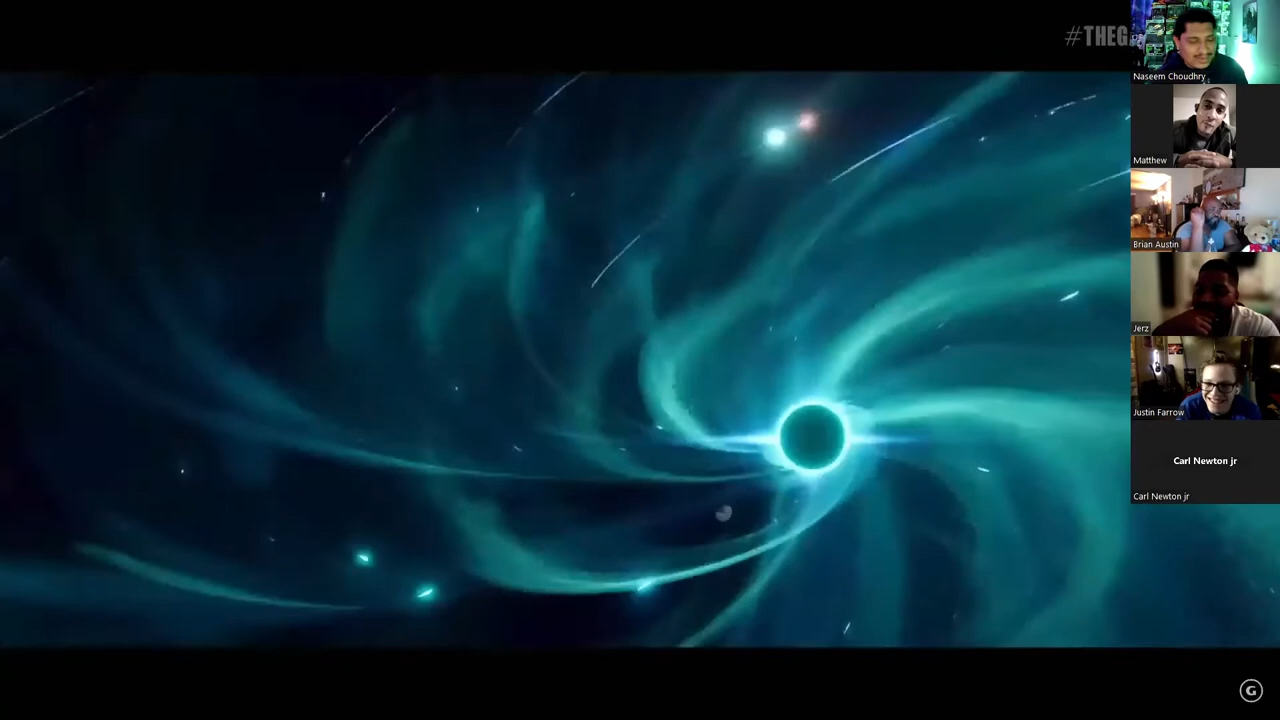 #THEG
Naseem Choudhry
Matthew
Brian Austin
Jerz
Justin Farrow
Carl Newton jr
Carl Newton jr
G